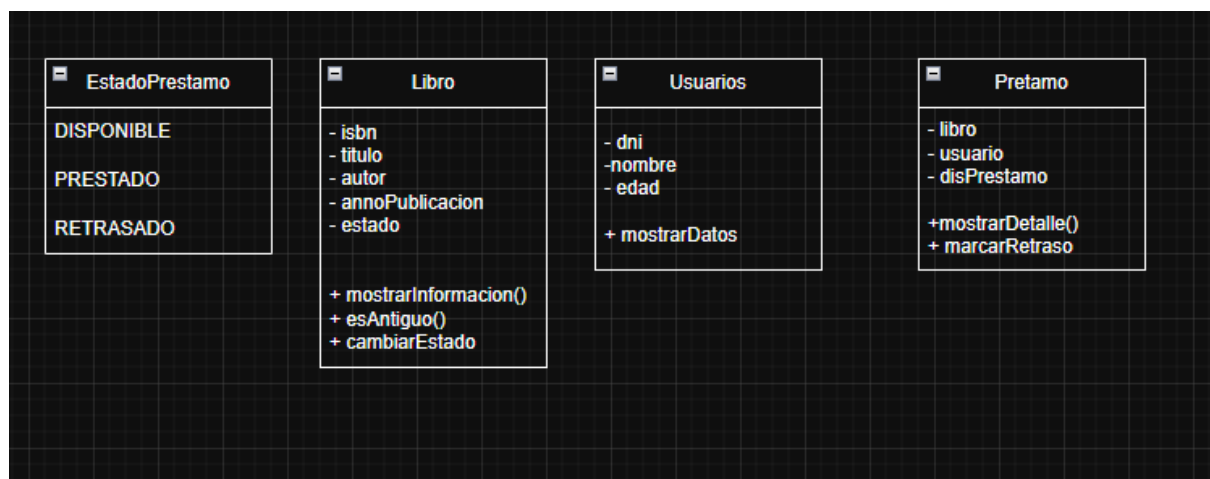 EstadoPrestamo
DISPONIBLE
PRESTADO
RETRASADO
Libro
- isbn
- titulo
- autor
- annoPublicacion
- estado
+ mostrarInformacion()
+ esAntiguo()
+ cambiarEstado
Usuarios
- dni
-nombre
- edad
+ mostrarDatos
Pretamo
- libro
- usuario
- disPrestamo
+mostrarDetalle()
+ marcarRetraso